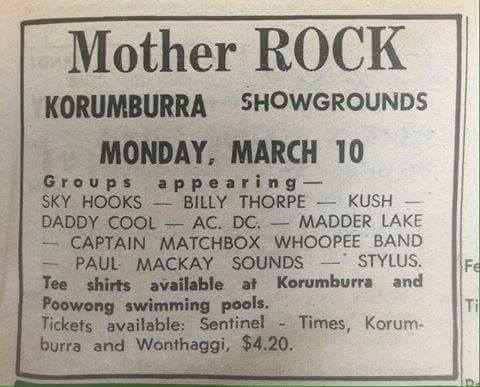 Mother ROCK
KORUMBURRA SHOWGROUNDS
MONDAY, MARCH 10
Groups appearing —
SKY HOOKS — BILLY THORPE — KUSH —
DADDY COOL — AC. DC. — MADDER LAKE
— CAPTAIN MATCHBOX WHOOPEE BAND
— PAUL MACKAY SOUNDS — STYLUS.
Tee shirts available at Korumburra and
Poowong swimming pools.
Tickets available: Sentinel - Times, Korum-
burra and Wonthaggi, $4.20.
Fe
Ti